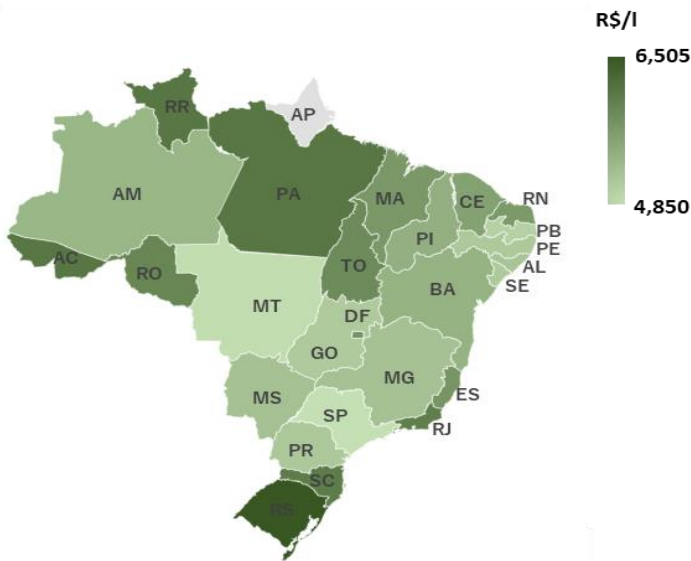 R$/l
6,505
4,850
RR
AP
AM
PA
MA
CE
RN
PB
PE
AL
SE
PI
AC
RO
TO
BA
MT
DF
GO
MG
ES
MS
SP
RJ
PR
SC
RS